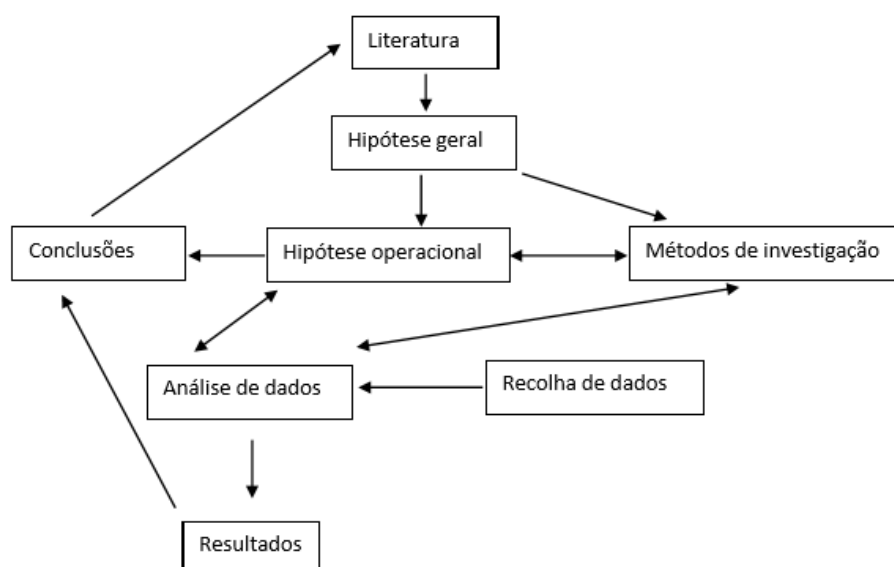 Literatura
Hipótese geral
Conclusões
Hipótese operacional
Métodos de investigação
Análise de dados
Recolha de dados
Resultados